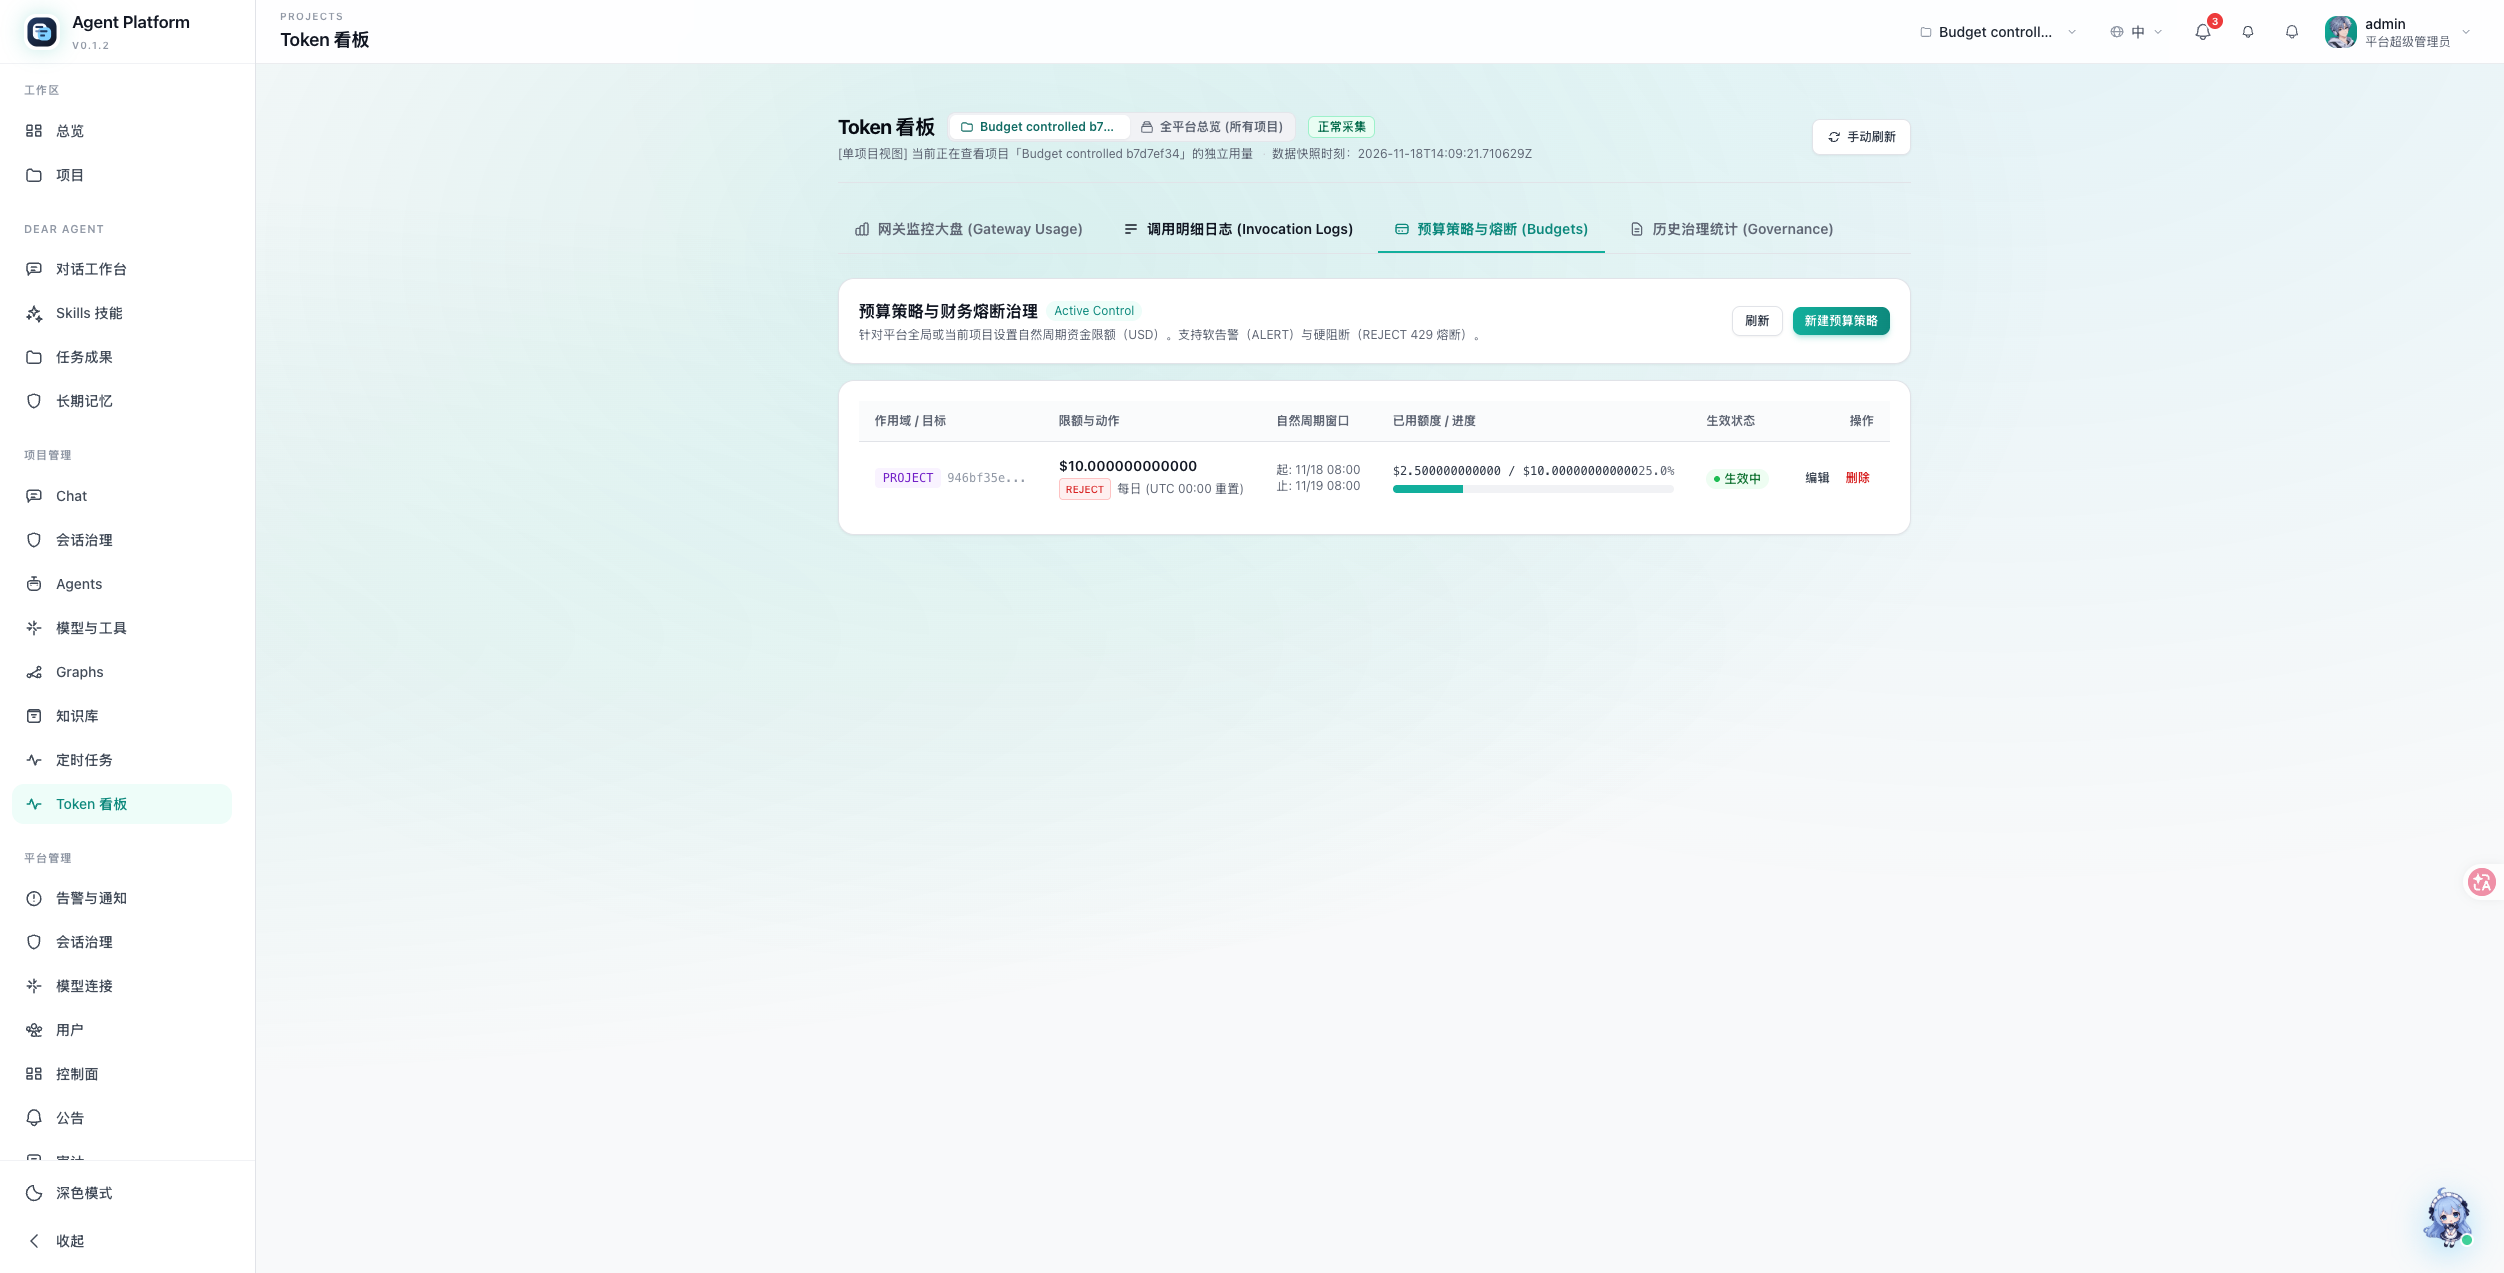 Agent Platform
V0.1.2
工作区
总览
项目
DEAR AGENT
对话工作台
Skills 技能
任务成果
长期记忆
项目管理
Chat
会话治理
Agents
模型与工具
Graphs
知识库
定时任务
Token 看板
平台管理
告警与通知
会话治理
模型连接
用户
控制面
公告
深色模式
收起
PROJECTS
Token 看板
Budget controll...
中
3
admin
平台超级管理员
Token 看板
Budget controlled b7...
全平台总览 (所有项目)
正常采集
[单项目视图] 当前正在查看项目「Budget controlled b7d7ef34」的独立用量 · 数据快照时刻：2026-11-18T14:09:21.710629Z
手动刷新
网关监控大盘 (Gateway Usage)
调用明细日志 (Invocation Logs)
预算策略与熔断 (Budgets)
历史治理统计 (Governance)
预算策略与财务熔断治理 Active Control
针对平台全局或当前项目设置自然周期资金限额（USD）。支持软告警（ALERT）与硬阻断（REJECT 429 熔断）。
刷新
新建预算策略
作用域 / 目标 限额与动作 自然周期窗口 已用额度 / 进度 生效状态 操作
PROJECT 946bf35e...
$10.000000000000
REJECT 每日 (UTC 00:00 重置)
起: 11/18 08:00
止: 11/19 08:00
$2.500000000000 / $10.00000000000025.0%
生效中
编辑 删除